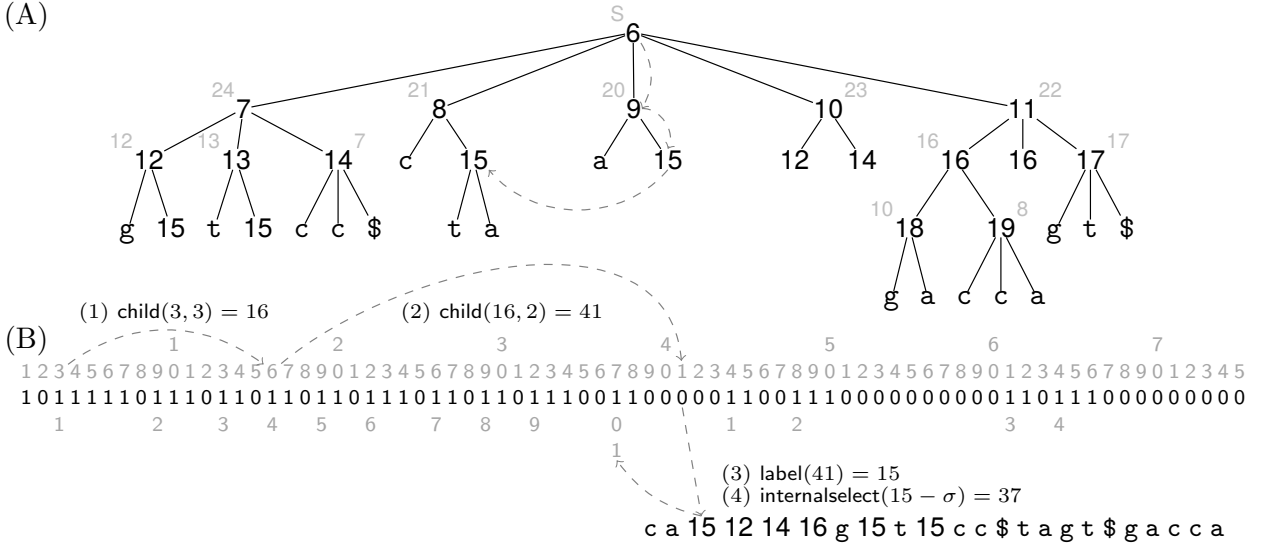 (A)
S
6
24 21 20 23 22
7 8 9 10 11
12 13 7 16 17
12 13 14 c 15 a 15 12 14 16 16 17
10 8
g 15 t 15 c c $ t a 18 19 g t $
g a c c a
(1) child(3, 3) = 16 (2) child(16, 2) = 41
(B)
1 2 3 4 5 6 7
1 2 3 4 5 6 7 8 9 0 1 2 3 4 5 6 7 8 9 0 1 2 3 4 5 6 7 8 9 0 1 2 3 4 5 6 7 8 9 0 1 2 3 4 5 6 7 8 9 0 1 2 3 4 5 6 7 8 9 0 1 2 3 4 5 6 7 8 9 0 1 2 3 4 5
1 0 1 1 1 1 1 0 1 1 1 0 1 1 0 1 1 0 1 1 0 1 1 1 0 1 1 0 1 1 0 1 1 1 0 0 1 1 0 0 0 0 0 1 1 0 0 1 1 1 0 0 0 0 0 0 0 0 0 0 1 1 0 1 1 1 0 0 0 0 0 0 0 0 0
1 2 3 4 5 6 7 8 9 0 1 2 3 4
1
(3) label(41) = 15
(4) internalselect(15 − σ) = 37
c a 15 12 14 16 g 15 t 15 c c $ t a g t $ g a c c a